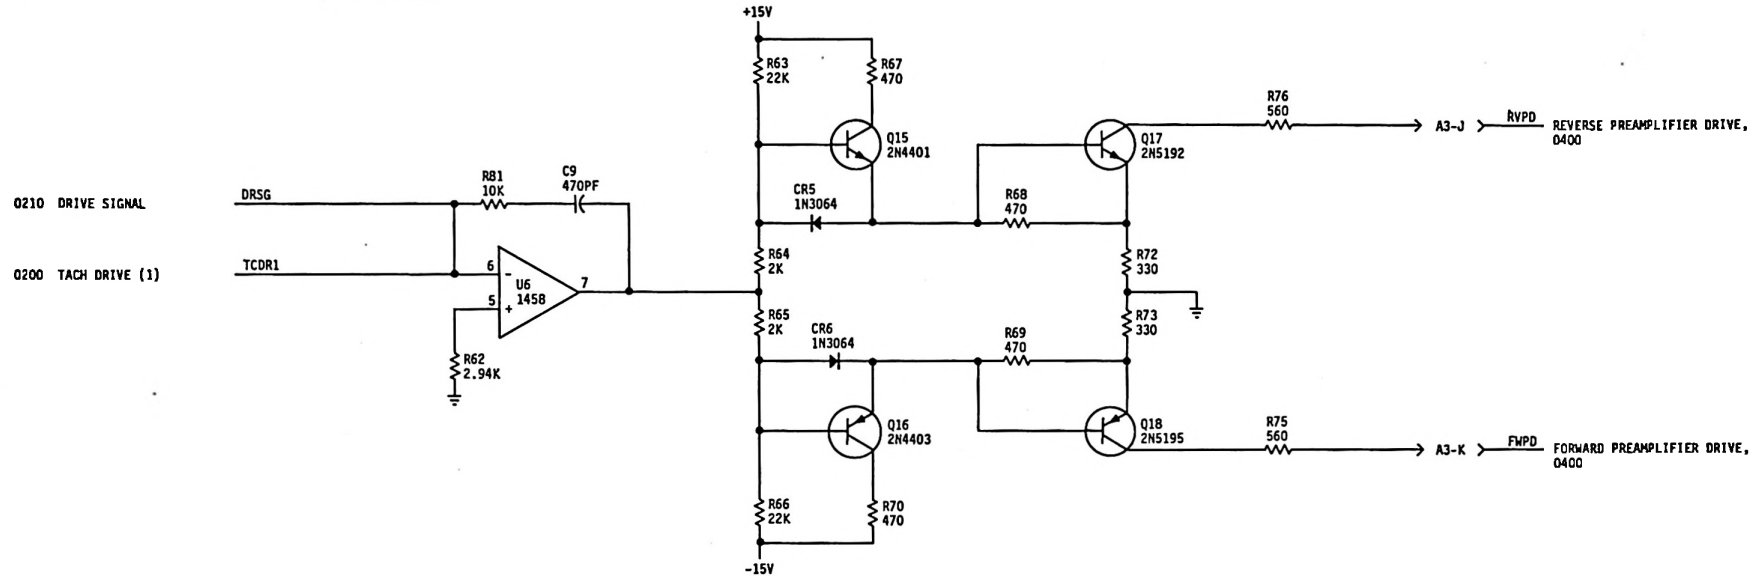 +15V
R63
22K
R67
470
Q15
2N4401
R76
560
Q17
2N5192
A3-J
RVPD
REVERSE PREAMPLIFIER DRIVE,
0400
0210 DRIVE SIGNAL
DRSG
R81
10K
C9
470PF
CR5
1N3064
R68
470
0200 TACH DRIVE (1)
TCDR1
6
-
U6
1458
7
5
+
R62
2.94K
R64
2K
R65
2K
R72
330
R73
330
CR6
1N3064
R69
470
Q16
2N4403
Q18
2N5195
R75
560
A3-K
FWPD
FORWARD PREAMPLIFIER DRIVE,
0400
R66
22K
R70
470
-15V